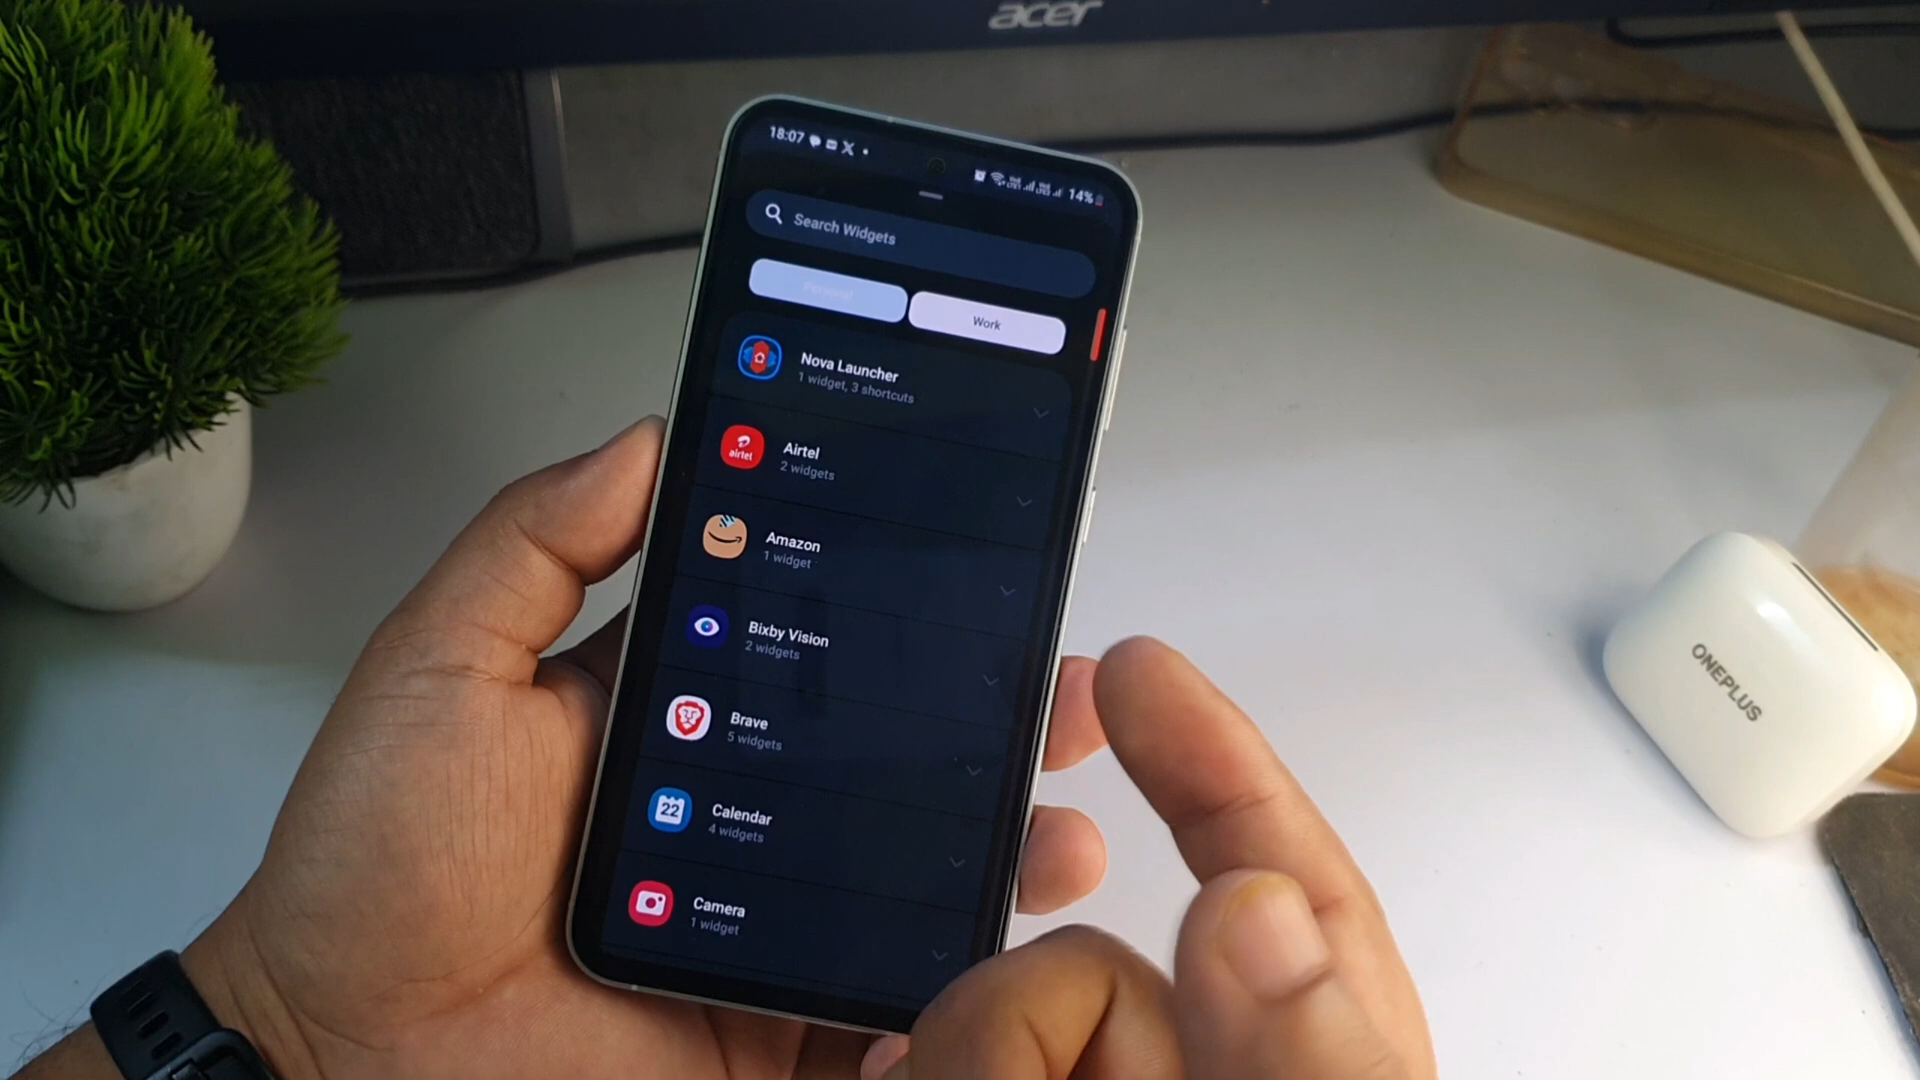 acer
18:07
14%
Search Widgets
Personal
Work
Nova Launcher
1 widget, 3 shortcuts
airtel
Airtel
2 widgets
Amazon
1 widget
Bixby Vision
2 widgets
Brave
5 widgets
22
Calendar
4 widgets
Camera
1 widget
ONEPLUS